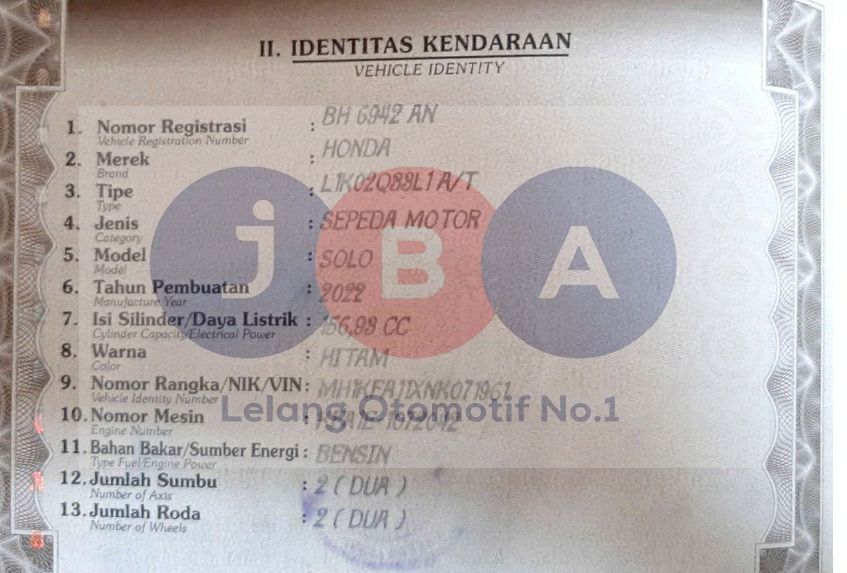 II. IDENTITAS KENDARAAN
VEHICLE IDENTITY
1. Nomor Registrasi : BH 6942 AN
Vehicle Registration Number
2. Merek : HONDA
Brand
3. Tipe : L1K02Q33L1 A/T
Type
4. Jenis : SEPEDA MOTOR
Category
5. Model : SOLO
Model
6. Tahun Pembuatan : 2022
Manufacture Year
7. Isi Silinder/Daya Listrik : 156,93 CC
Cylinder Capacity/Electrical Power
8. Warna : HITAM
Color
9. Nomor Rangka/NIK/VIN :
Vehicle Identity Number
10. Nomor Mesin :
Engine Number
11. Bahan Bakar/Sumber Energi : BENSIN
Type Fuel/Engine Power
12. Jumlah Sumbu : 2 ( DUA )
Number of Axis
13. Jumlah Roda : 2 ( DUA )
Number of Wheels
JBA
Lelang Otomotif No.1